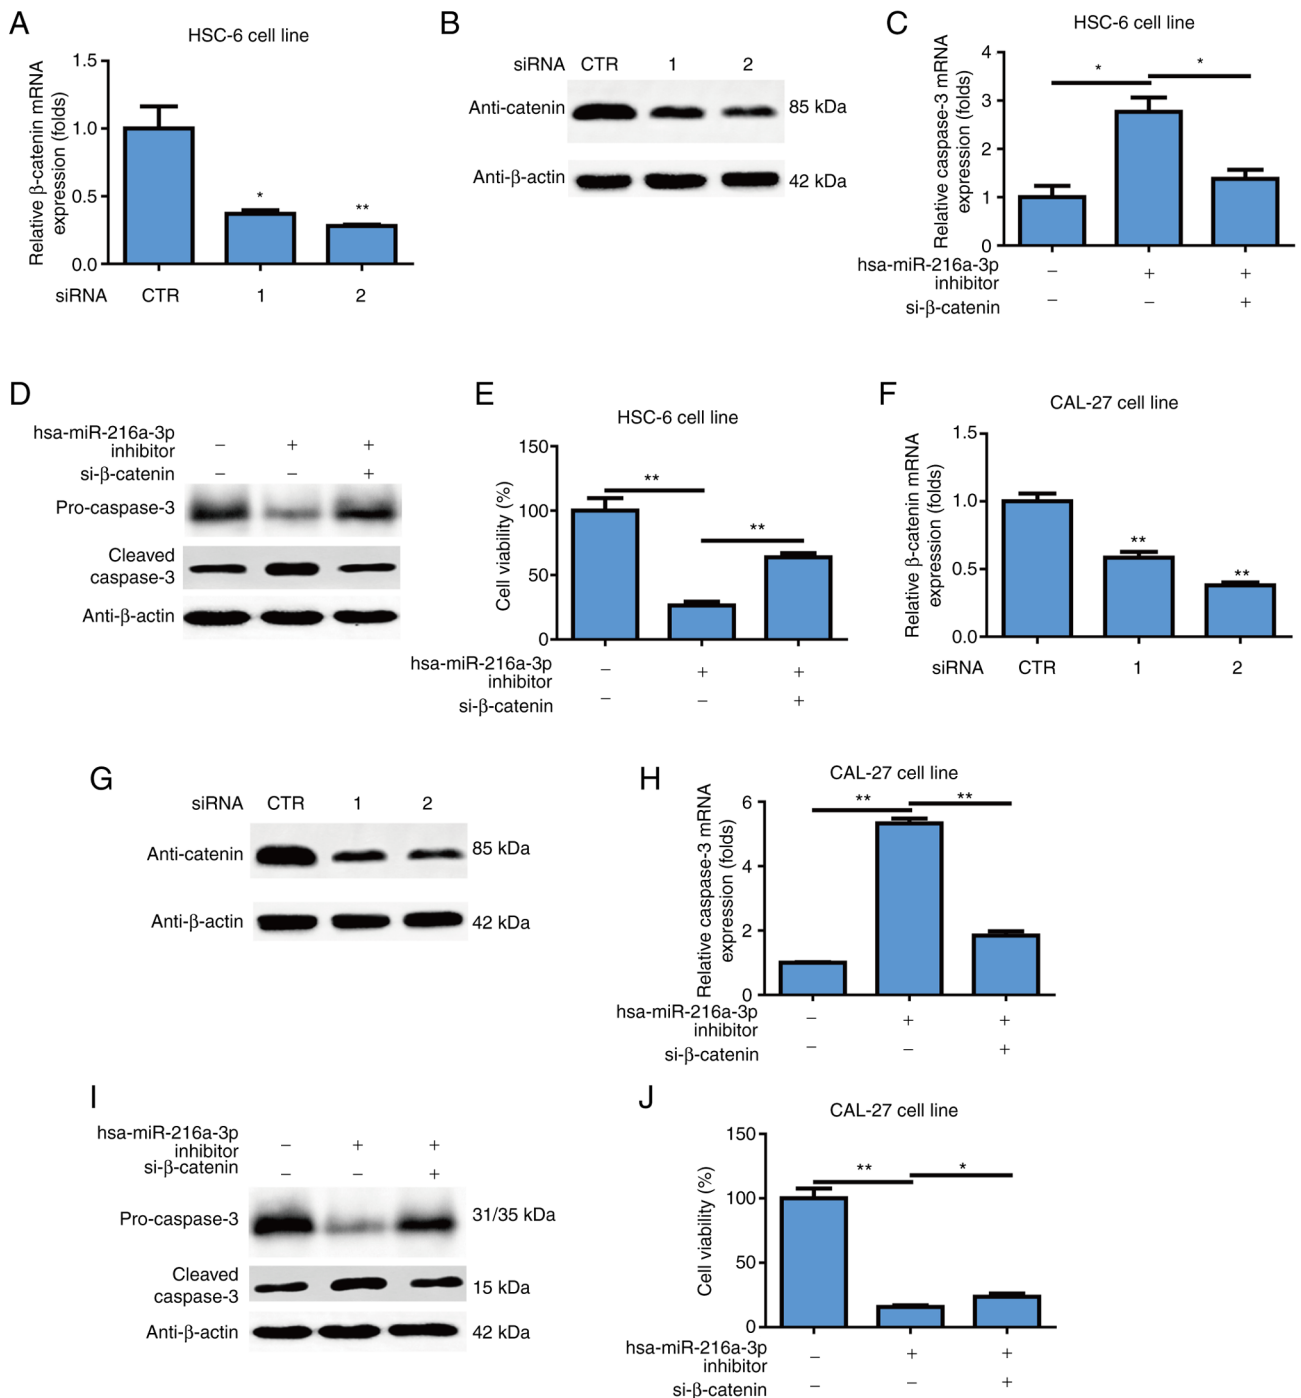 A
HSC-6 cell line
Relative β-catenin mRNA
expression (folds)
1.5
1.0
0.5
0.0
*
**
siRNA CTR 1 2
B
siRNA CTR 1 2
Anti-catenin 85 kDa
Anti-β-actin 42 kDa
C
HSC-6 cell line
Relative caspase-3 mRNA
expression (folds)
4
3
2
1
0
* *
hsa-miR-216a-3p
inhibitor − + +
si-β-catenin − − +
D
hsa-miR-216a-3p
inhibitor − + +
si-β-catenin − − +
Pro-caspase-3
Cleaved
caspase-3
Anti-β-actin
E
HSC-6 cell line
Cell viability (%)
150
100
50
0
** **
hsa-miR-216a-3p
inhibitor − + +
si-β-catenin − − +
F
CAL-27 cell line
Relative β-catenin mRNA
expression (folds)
1.5
1.0
0.5
0.0
**
**
siRNA CTR 1 2
G
siRNA CTR 1 2
Anti-catenin 85 kDa
Anti-β-actin 42 kDa
H
CAL-27 cell line
Relative caspase-3 mRNA
expression (folds)
6
4
2
0
** **
hsa-miR-216a-3p
inhibitor − + +
si-β-catenin − − +
I
hsa-miR-216a-3p
inhibitor − + +
si-β-catenin − − +
Pro-caspase-3 31/35 kDa
Cleaved
caspase-3 15 kDa
Anti-β-actin 42 kDa
J
CAL-27 cell line
Cell viability (%)
150
100
50
0
** *
hsa-miR-216a-3p
inhibitor − + +
si-β-catenin − − +